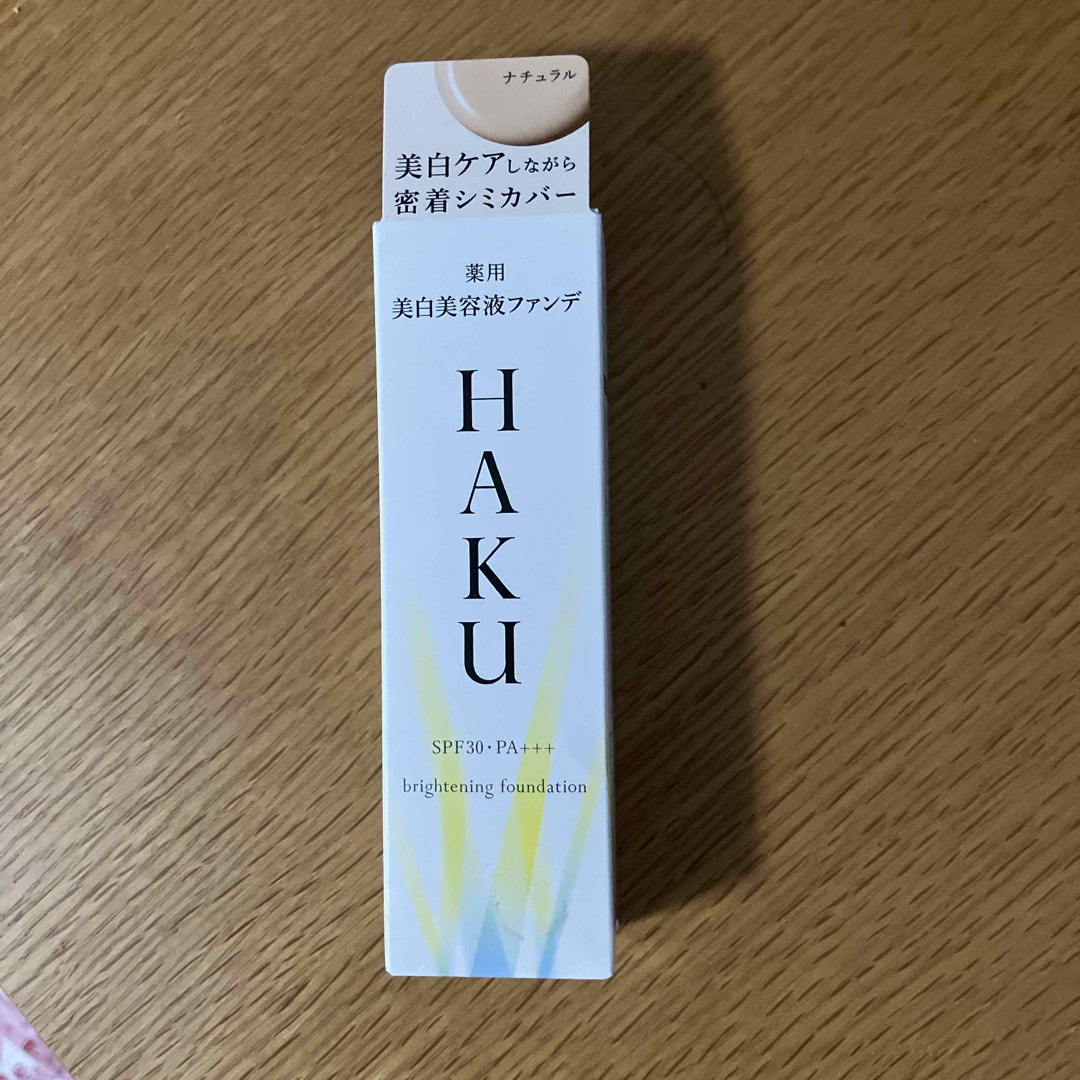 ナチュラル
美白ケアしながら
密着シミカバー
薬用
美白美容液ファンデ
HAKU
SPF30・PA+++
brightening foundation